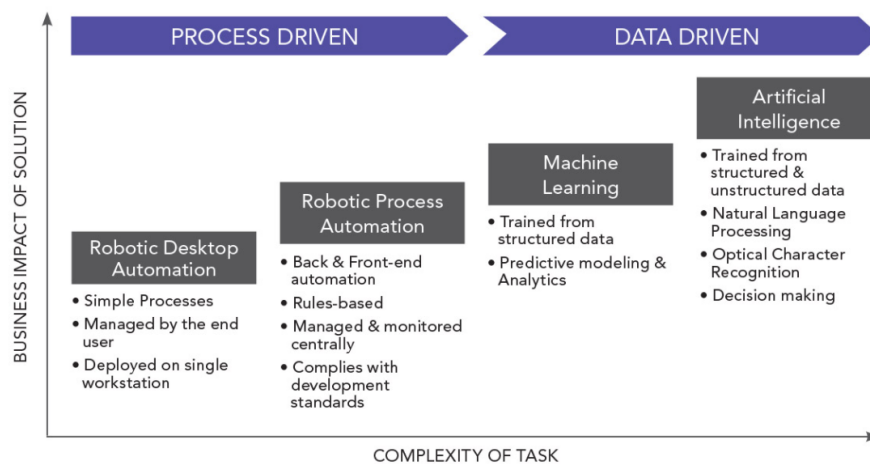 PROCESS DRIVEN
DATA DRIVEN
BUSINESS IMPACT OF SOLUTION
Robotic Desktop
Automation
• Simple Processes
• Managed by the end
user
• Deployed on single
workstation
Robotic Process
Automation
• Back & Front-end
automation
• Rules-based
• Managed & monitored
centrally
• Complies with
development
standards
Machine
Learning
• Trained from
structured data
• Predictive modeling &
Analytics
Artificial
Intelligence
• Trained from
structured &
unstructured data
• Natural Language
Processing
• Optical Character
Recognition
• Decision making
COMPLEXITY OF TASK